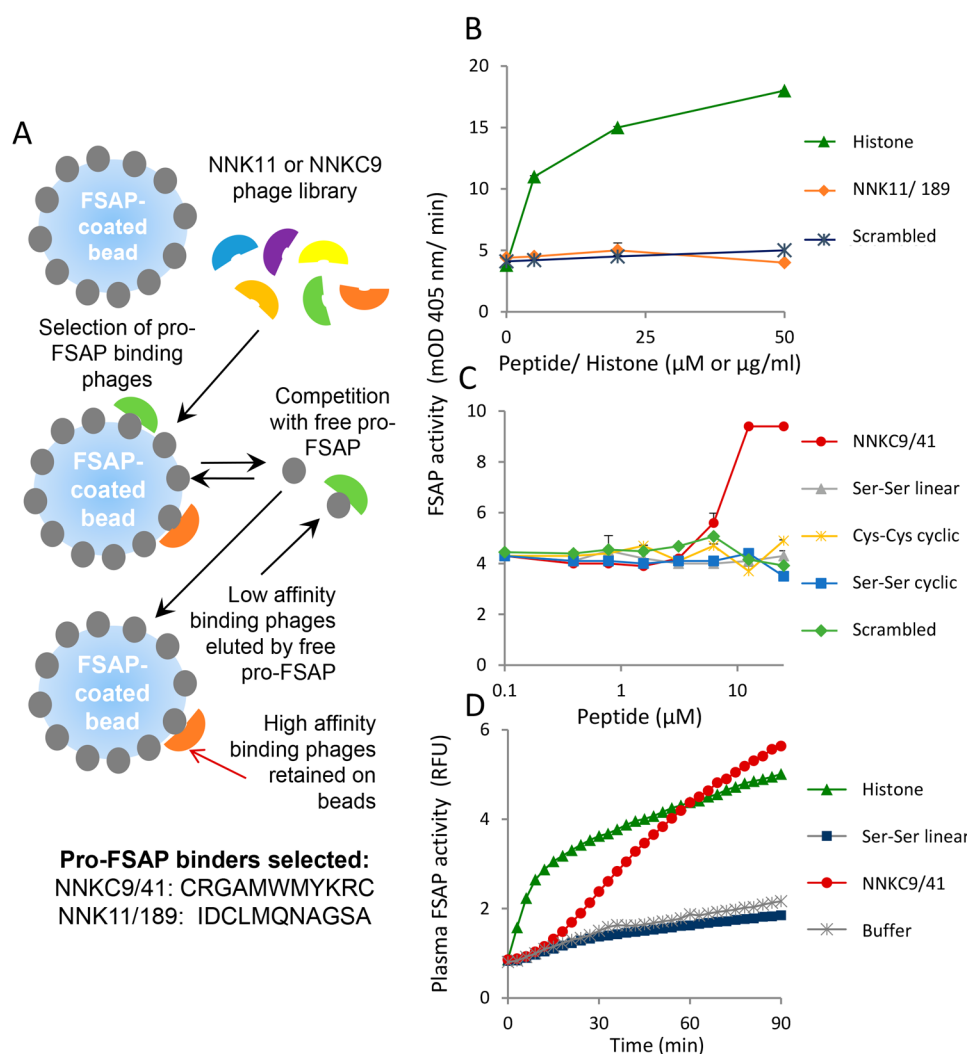 A
FSAP-
coated
bead
NNK11 or NNKC9
phage library
Selection of pro-
FSAP binding
phages
Competition
with free pro-
FSAP
FSAP-
coated
bead
Low affinity
binding phages
eluted by free
pro-FSAP
FSAP-
coated
bead
High affinity
binding phages
retained on
beads
Pro-FSAP binders selected:
NNKC9/41: CRGAMWMYKRC
NNK11/189: IDCLMQNAGSA
B
FSAP activity (mOD 405 nm/ min)
20
15
10
5
0
0
25
50
Peptide/ Histone (μM or μg/ml)
Histone
NNK11/ 189
Scrambled
C
10
8
6
4
2
0
0.1
1
10
Peptide (μM)
NNKC9/41
Ser-Ser linear
Cys-Cys cyclic
Ser-Ser cyclic
Scrambled
D
Plasma FSAP activity (RFU)
6
4
2
0
0
30
60
90
Time (min)
Histone
Ser-Ser linear
NNKC9/41
Buffer